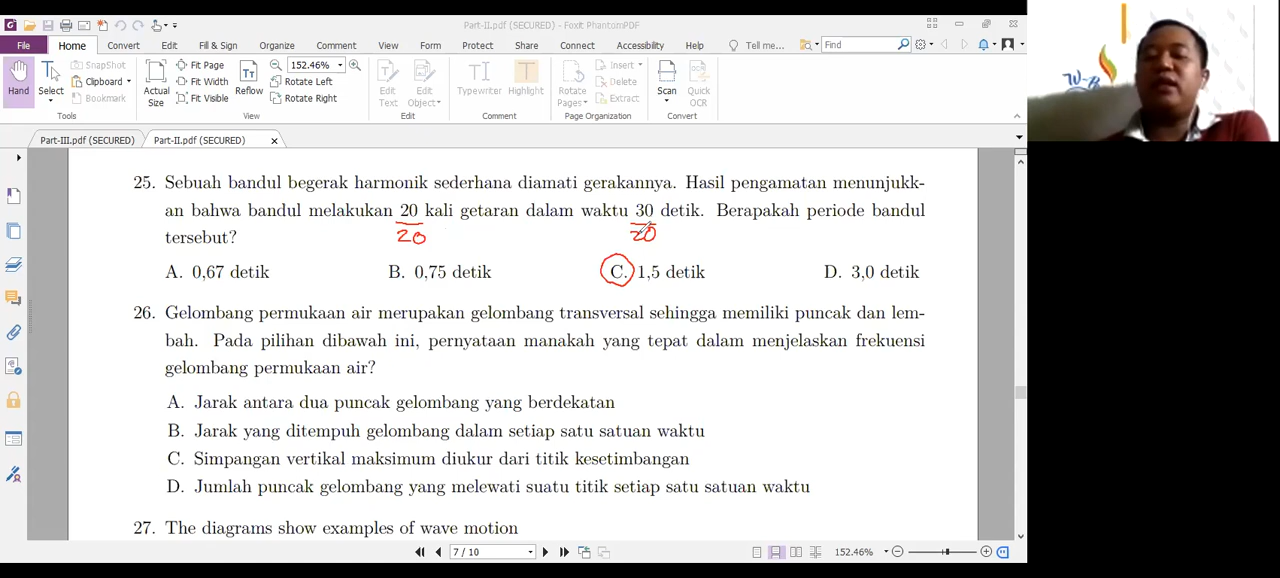 Part-II.pdf (SECURED) - Foxit PhantomPDF
File Home Convert Edit Fill & Sign Organize Comment View Form Protect Share Connect Accessibility Help Tell me... Find
Hand Select SnapShot Clipboard Bookmark Actual Size Fit Page Fit Width Fit Visible Reflow 152.46% Rotate Left Rotate Right Edit Text Edit Object Typewriter Highlight Rotate Pages Insert Delete Extract Scan Quick OCR
Tools View Edit Comment Page Organization Convert
Part-III.pdf (SECURED) Part-II.pdf (SECURED)
25. Sebuah bandul begerak harmonik sederhana diamati gerakannya. Hasil pengamatan menunjukk-
an bahwa bandul melakukan 20 kali getaran dalam waktu 30 detik. Berapakah periode bandul
20 20
tersebut?
A. 0,67 detik B. 0,75 detik C. 1,5 detik D. 3,0 detik
26. Gelombang permukaan air merupakan gelombang transversal sehingga memiliki puncak dan lem-
bah. Pada pilihan dibawah ini, pernyataan manakah yang tepat dalam menjelaskan frekuensi
gelombang permukaan air?
A. Jarak antara dua puncak gelombang yang berdekatan
B. Jarak yang ditempuh gelombang dalam setiap satu satuan waktu
C. Simpangan vertikal maksimum diukur dari titik kesetimbangan
D. Jumlah puncak gelombang yang melewati suatu titik setiap satu satuan waktu
27. The diagrams show examples of wave motion
7 / 10 152.46%